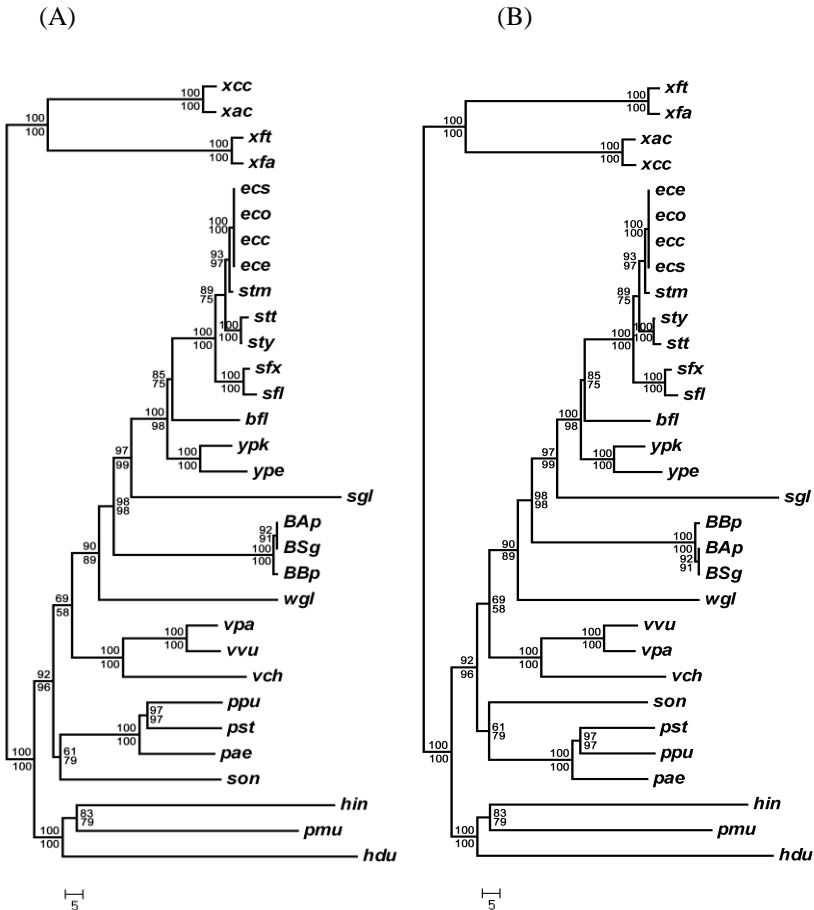 (A) (B)
xcc
100
100
xac
100
100
xft
100
100
xfa
ecs
eco
100
100
ecc
93
97
ece
89
75
stm
stt
100
100
sty
100
100
sfx
100
100
sfl
85
75
bfl
100
98
ypk
100
100
ype
97
99
sgl
98
98
BAp
92
91
BSg
100
100
BBp
90
89
wgl
69
58
vpa
100
100
vvu
100
100
vch
92
96
ppu
97
97
pst
100
100
pae
61
79
son
100
100
hin
83
79
pmu
100
100
hdu
5
xft
100
100
xfa
100
100
xac
100
100
xcc
ece
eco
100
100
ecc
93
97
ecs
89
75
stm
sty
100
100
stt
100
100
sfx
100
100
sfl
85
75
bfl
100
98
ypk
100
100
ype
97
99
sgl
98
98
BBp
100
100
BAp
92
91
BSg
90
89
wgl
69
58
vvu
100
100
vpa
100
100
vch
92
96
son
61
79
pst
97
97
ppu
100
100
pae
100
100
hin
83
79
pmu
100
100
hdu
5